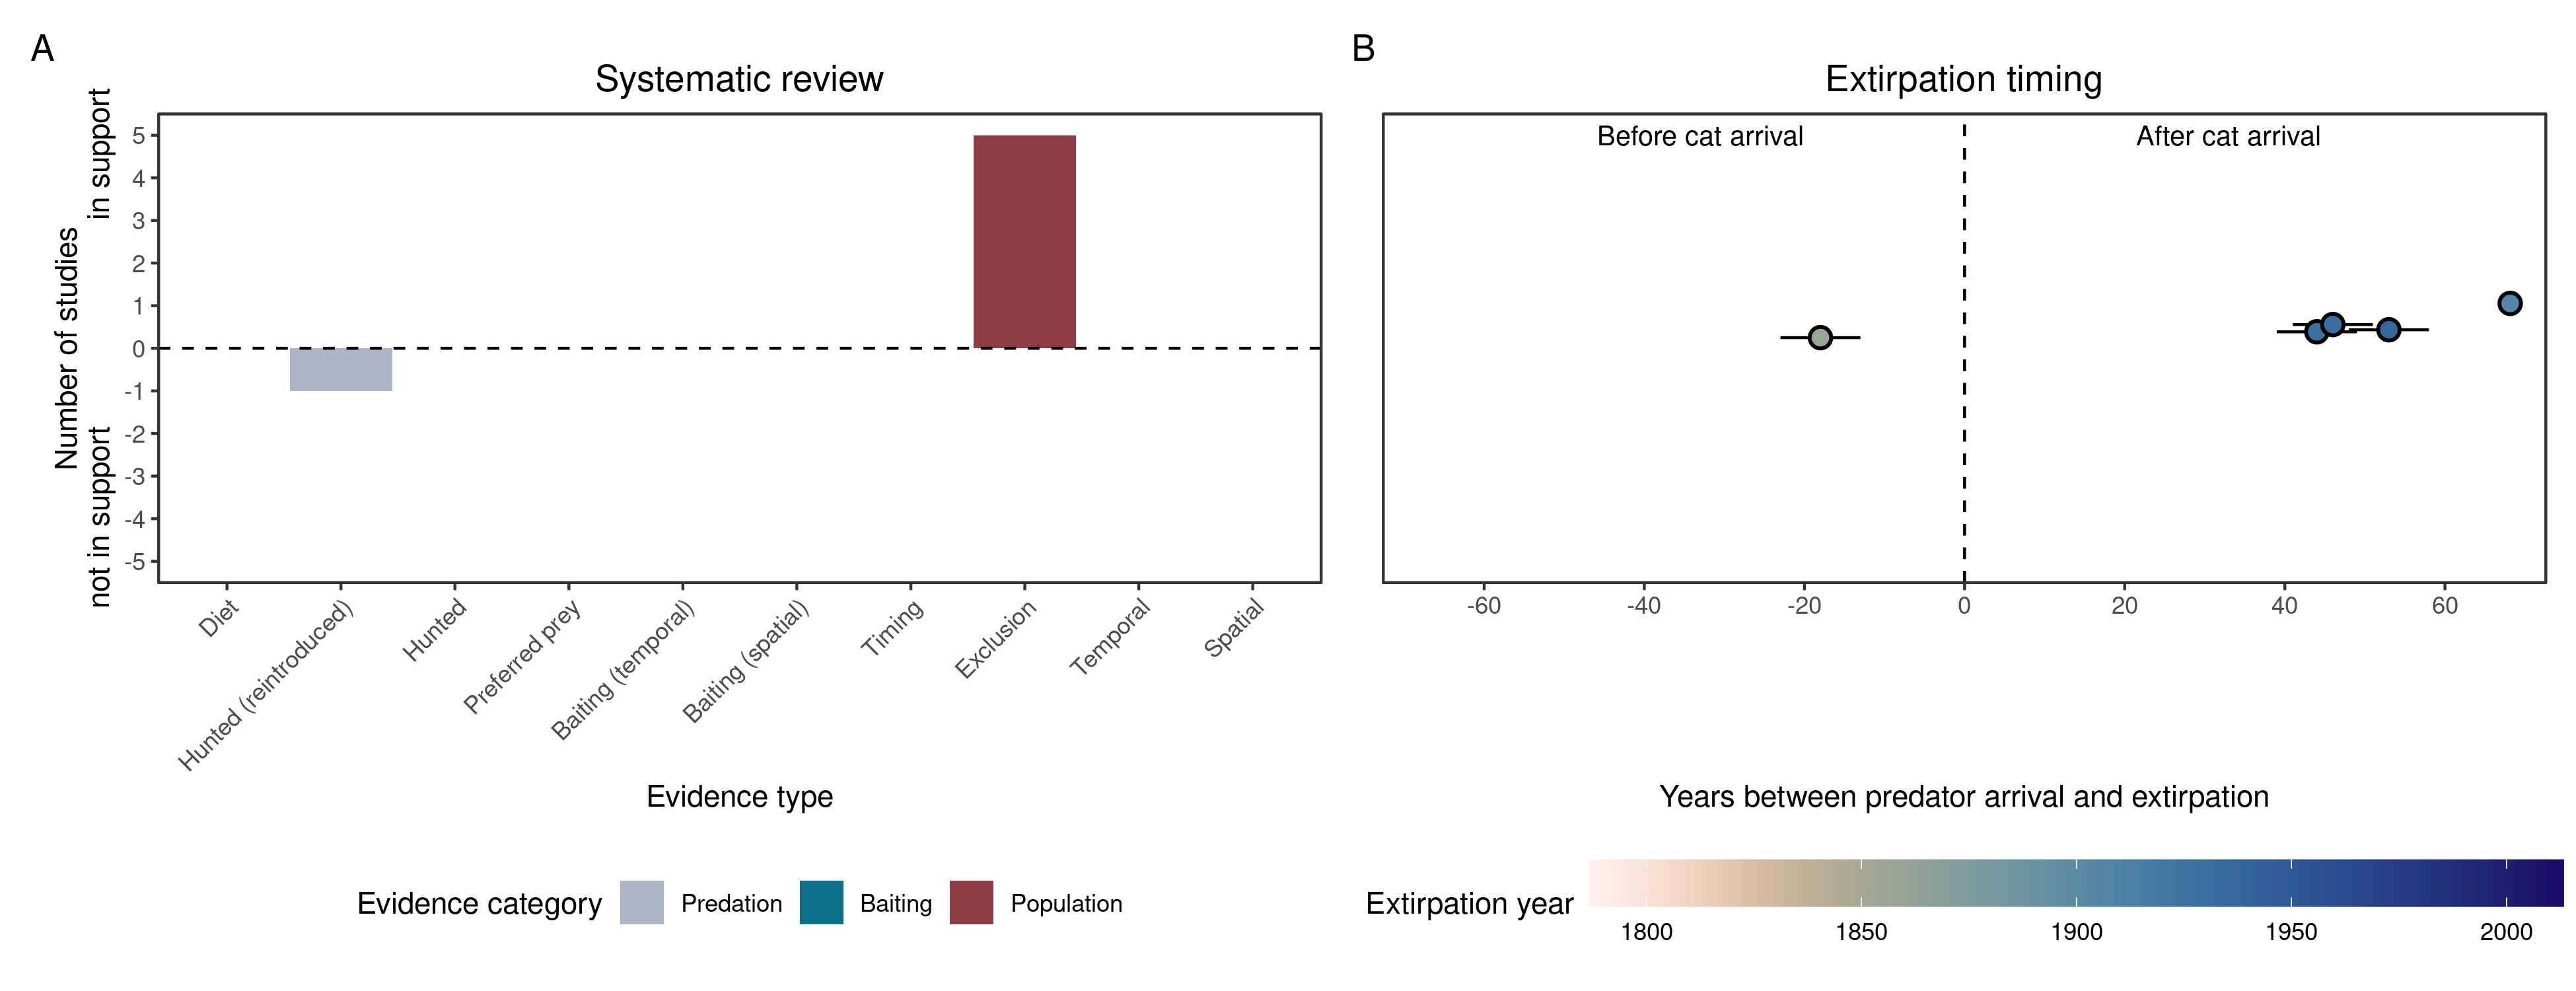 A
Systematic review
Number of studies
not in support
in support
5
4
3
2
1
0
-1
-2
-3
-4
-5
Diet
Hunted (reintroduced)
Hunted
Preferred prey
Baiting (temporal)
Baiting (spatial)
Timing
Exclusion
Temporal
Spatial
Evidence type
Evidence category
Predation
Baiting
Population
B
Extirpation timing
Before cat arrival
After cat arrival
-60
-40
-20
0
20
40
60
Years between predator arrival and extirpation
Extirpation year
1800
1850
1900
1950
2000